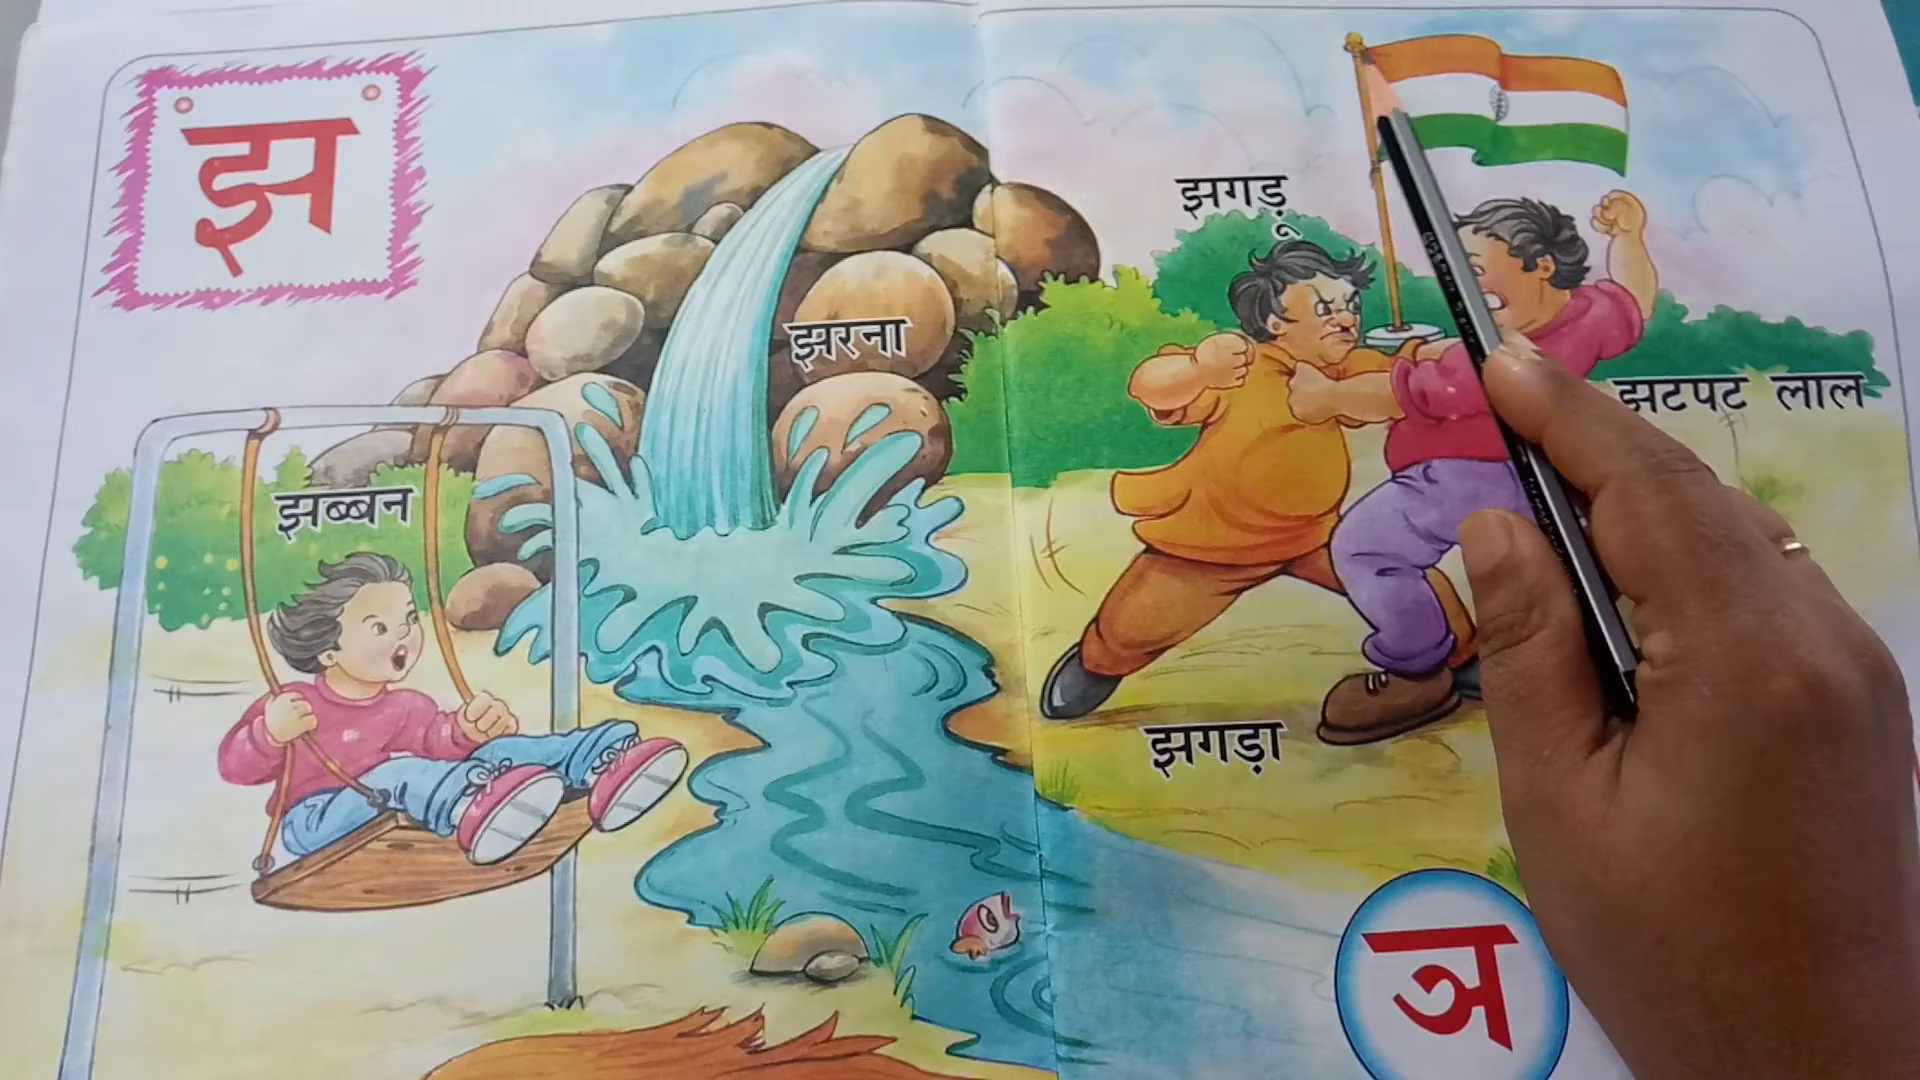 झ
झगड़ू
झरना
झटपट लाल
झब्बन
झगड़ा
ञ